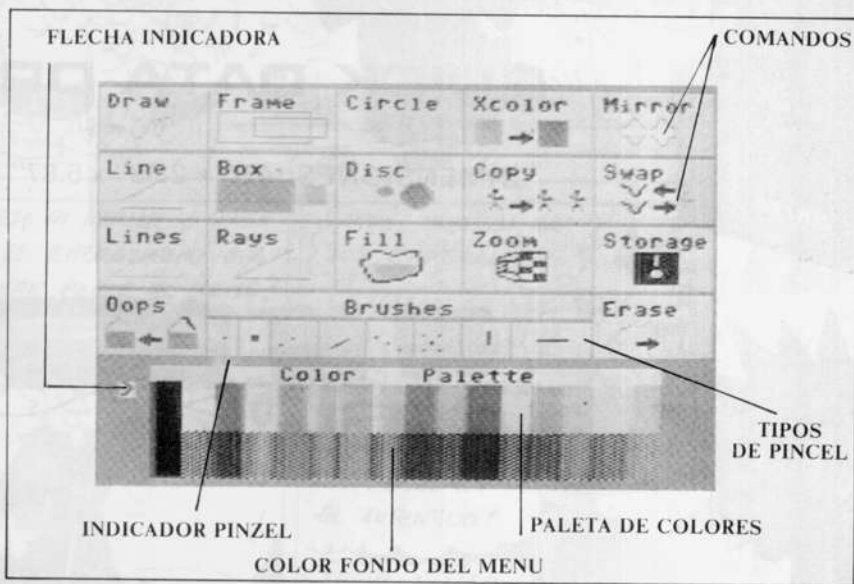 FLECHA INDICADORA
COMANDOS
Draw Frame Circle Xcolor Mirror
Line Box Disc Copy Swap
Lines Rays Fill Zoom Storage
Oops Brushes Erase
Color Palette
TIPOS
DE PINCEL
INDICADOR PINZEL
PALETA DE COLORES
COLOR FONDO DEL MENU